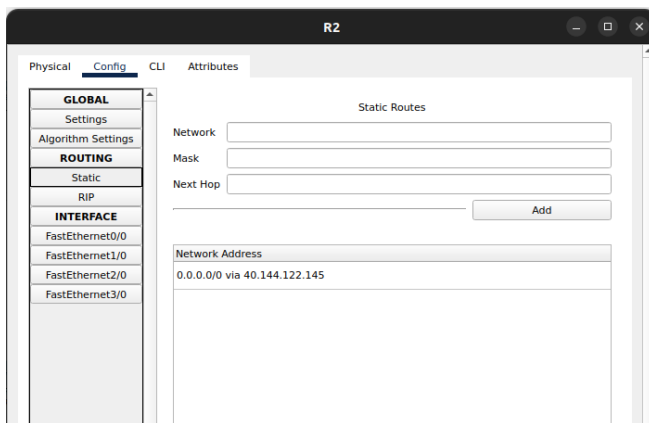 R2
Physical Config CLI Attributes
GLOBAL
Settings
Algorithm Settings
ROUTING
Static
RIP
INTERFACE
FastEthernet0/0
FastEthernet1/0
FastEthernet2/0
FastEthernet3/0
Static Routes
Network
Mask
Next Hop
Add
Network Address
0.0.0.0/0 via 40.144.122.145